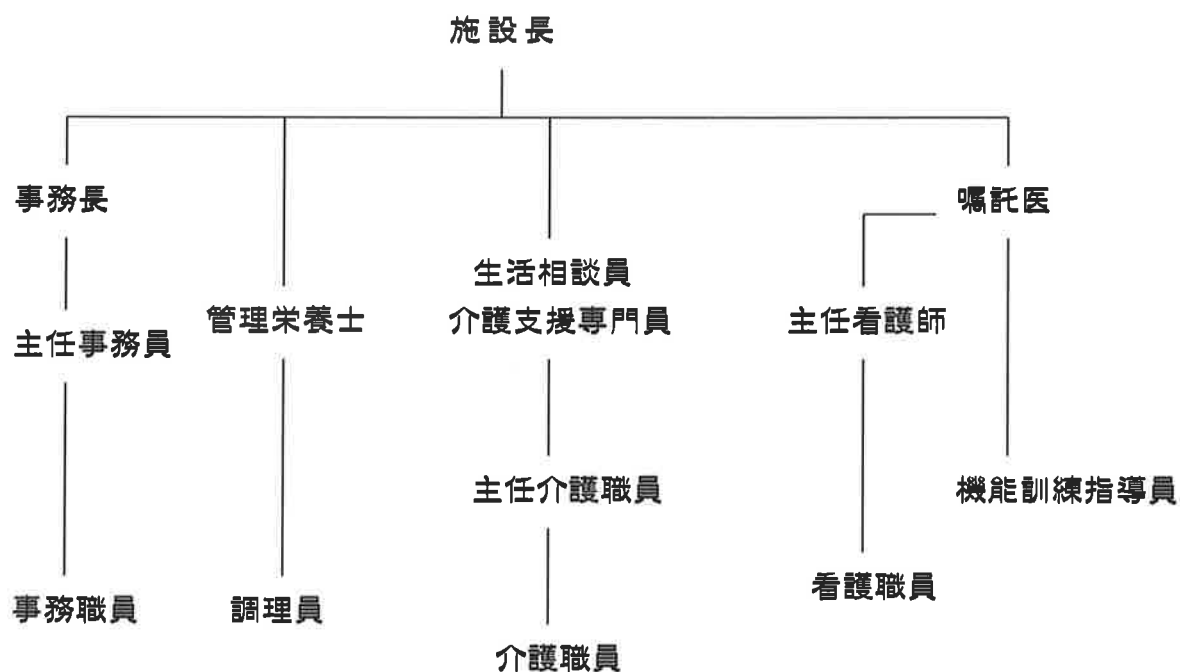 施設長
事務長
嘱託医
生活相談員
管理栄養士
介護支援専門員
主任看護師
主任事務員
主任介護職員
機能訓練指導員
看護職員
事務職員
調理員
介護職員